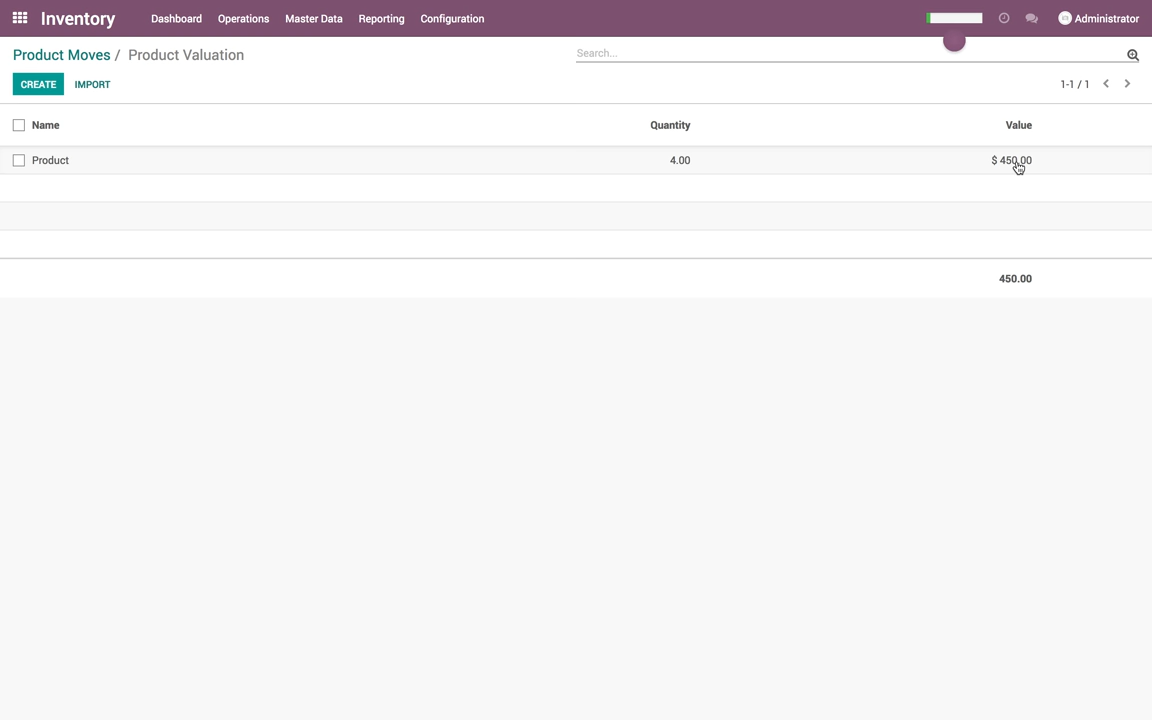 Inventory Dashboard Operations Master Data Reporting Configuration Administrator
Product Moves / Product Valuation Search...
CREATE IMPORT 1-1 / 1
Name Quantity Value
Product 4.00 $ 450.00
450.00